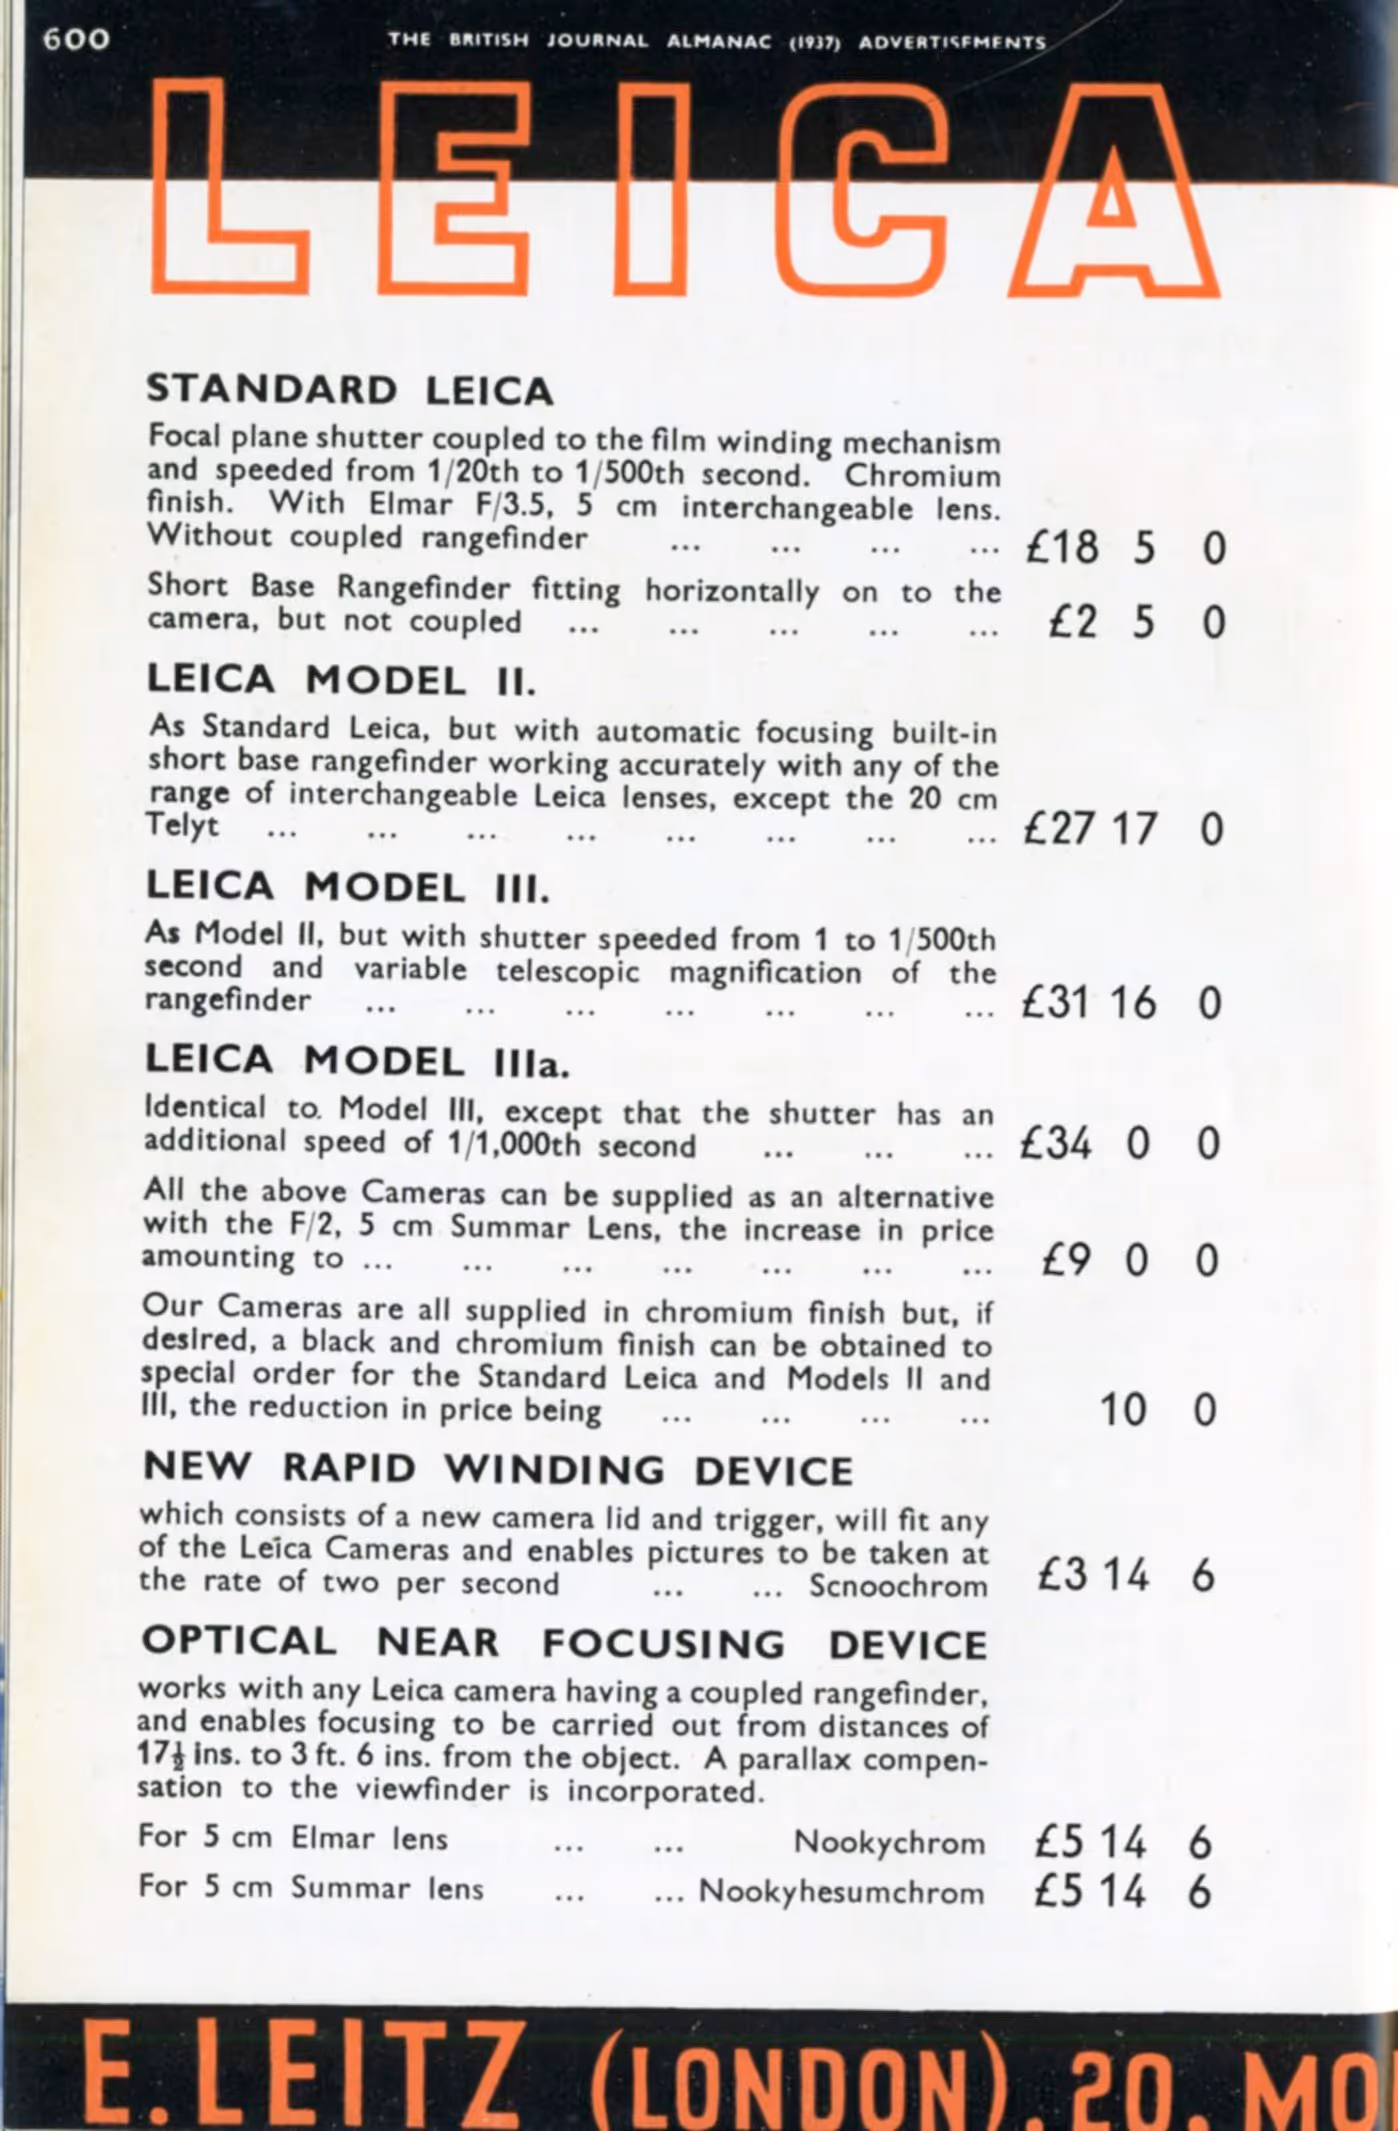 600
THE BRITISH JOURNAL ALMANAC (1937) ADVERTISEMENTS
LEICA
STANDARD LEICA
Focal plane shutter coupled to the film winding mechanism
and speeded from 1/20th to 1/500th second. Chromium
finish. With Elmar F/3.5, 5 cm interchangeable lens.
Without coupled rangefinder ... ... ... ... £18 5 0
Short Base Rangefinder fitting horizontally on to the
camera, but not coupled ... ... ... ... ... £2 5 0
LEICA MODEL II.
As Standard Leica, but with automatic focusing built-in
short base rangefinder working accurately with any of the
range of interchangeable Leica lenses, except the 20 cm
Telyt ... ... ... ... ... ... ... ... £27 17 0
LEICA MODEL III.
As Model II, but with shutter speeded from 1 to 1/500th
second and variable telescopic magnification of the
rangefinder ... ... ... ... ... ... ... £31 16 0
LEICA MODEL IIIa.
Identical to. Model III, except that the shutter has an
additional speed of 1/1,000th second ... ... ... £34 0 0
All the above Cameras can be supplied as an alternative
with the F/2, 5 cm Summar Lens, the increase in price
amounting to ... ... ... ... ... ... ... £9 0 0
Our Cameras are all supplied in chromium finish but, if
desired, a black and chromium finish can be obtained to
special order for the Standard Leica and Models II and
III, the reduction in price being ... ... ... ... 10 0
NEW RAPID WINDING DEVICE
which consists of a new camera lid and trigger, will fit any
of the Leica Cameras and enables pictures to be taken at
the rate of two per second ... ... Scnoochrom £3 14 6
OPTICAL NEAR FOCUSING DEVICE
works with any Leica camera having a coupled rangefinder,
and enables focusing to be carried out from distances of
17½ ins. to 3 ft. 6 ins. from the object. A parallax compen-
sation to the viewfinder is incorporated.
For 5 cm Elmar lens ... ... Nookychrom £5 14 6
For 5 cm Summar lens ... ... Nookyhesumchrom £5 14 6
E. LEITZ (LONDON), 20, MO